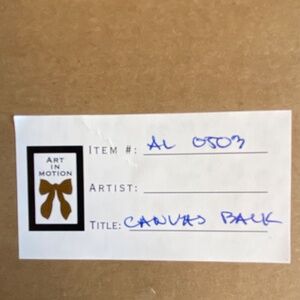 ART
IN
MOTION
ITEM #: AL 0503
ARTIST:
TITLE: CANVAS BACK